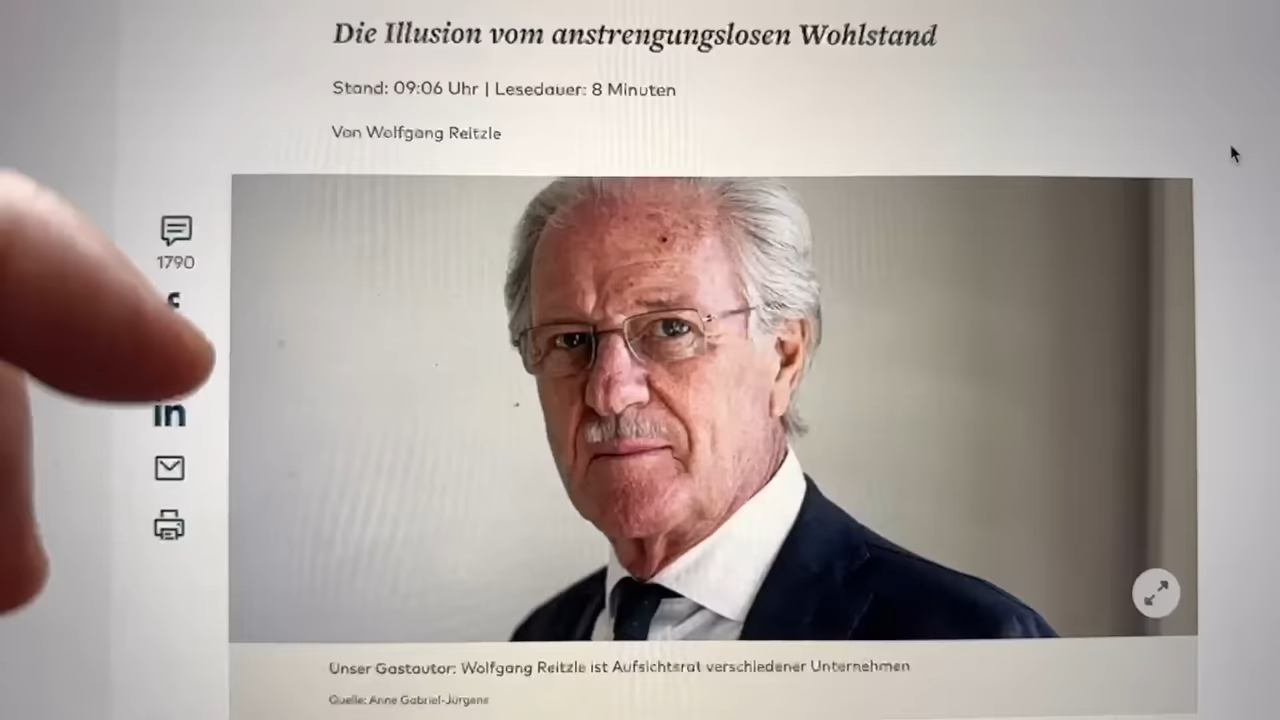 Die Illusion vom anstrengungslosen Wohlstand
Stand: 09:06 Uhr | Lesedauer: 8 Minuten
Von Wolfgang Reitzle
1790
in
Unser Gastautor: Wolfgang Reitzle ist Aufsichtsrat verschiedener Unternehmen
Quelle: Anne Gabriel-Jürgens